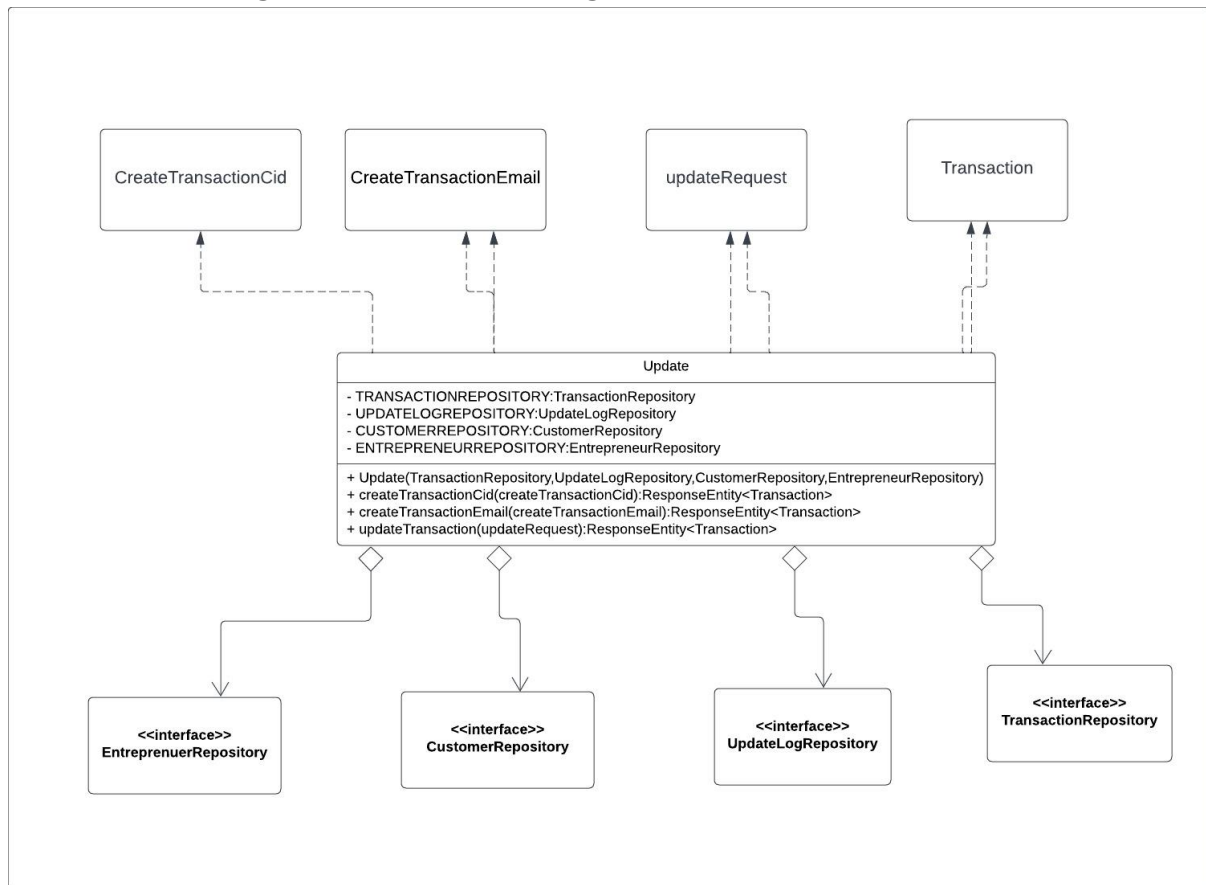 CreateTransactionCid
CreateTransactionEmail
updateRequest
Transaction
Update
- TRANSACTIONREPOSITORY:TransactionRepository
- UPDATELOGREPOSITORY:UpdateLogRepository
- CUSTOMERREPOSITORY:CustomerRepository
- ENTREPRENEURREPOSITORY:EntrepreneurRepository
+ Update(TransactionRepository,UpdateLogRepository,CustomerRepository,EntrepreneurRepository)
+ createTransactionCid(createTransactionCid):ResponseEntity<Transaction>
+ createTransactionEmail(createTransactionEmail):ResponseEntity<Transaction>
+ updateTransaction(updateRequest):ResponseEntity<Transaction>
<<interface>>
EntreprenuerRepository
<<interface>>
CustomerRepository
<<interface>>
UpdateLogRepository
<<interface>>
TransactionRepository